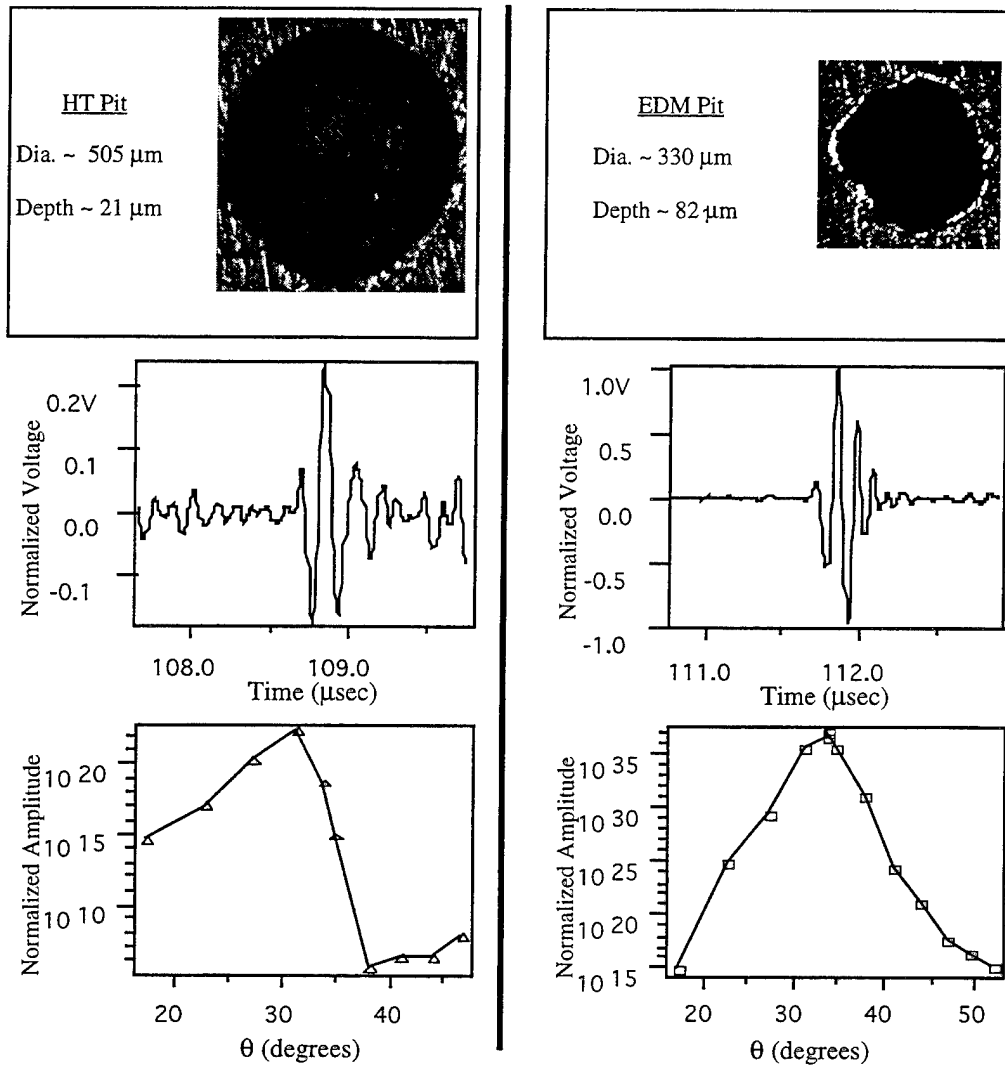 HT Pit
Dia. ~ 505 µm
Depth ~ 21 µm
EDM Pit
Dia. ~ 330 µm
Depth ~ 82 µm
Normalized Voltage
0.2V
0.1
0.0
-0.1
108.0 109.0
Time (µsec)
Normalized Voltage
1.0V
0.5
0.0
-0.5
-1.0
111.0 112.0
Time (µsec)
Normalized Amplitude
10 20
10 15
10 10
20 30 40
θ (degrees)
Normalized Amplitude
10 35
10 30
10 25
10 20
10 15
20 30 40 50
θ (degrees)